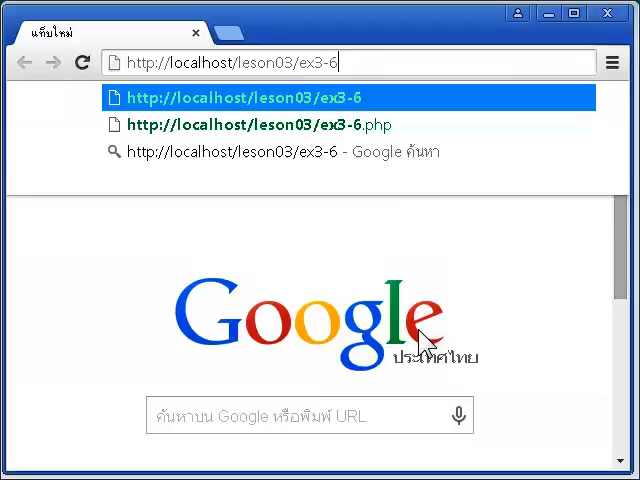 แท็บใหม่
http://localhost/leson03/ex3-6
http://localhost/leson03/ex3-6
http://localhost/leson03/ex3-6.php
http://localhost/leson03/ex3-6 - Google ค้นหา
Google
ประเทศไทย
ค้นหาบน Google หรือพิมพ์ URL